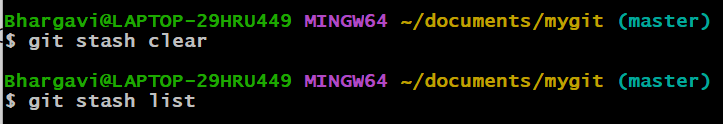 Bhargavi@LAPTOP-29HRU449 MINGW64 ~/documents/mygit (master)
$ git stash clear
Bhargavi@LAPTOP-29HRU449 MINGW64 ~/documents/mygit (master)
$ git stash list